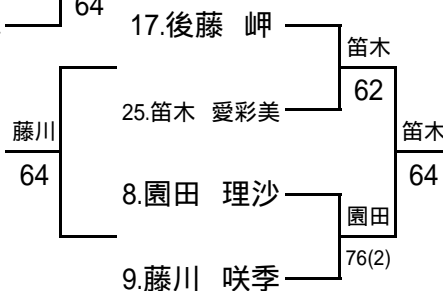 64
17.後藤 岬
笛木
62
25.笛木 愛彩美
藤川
64
笛木
64
8.園田 理沙
園田
76(2)
9.藤川 咲季